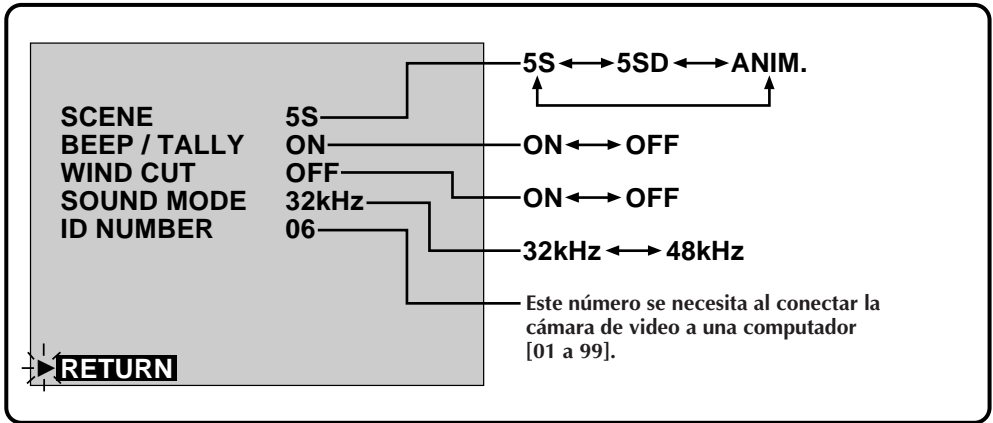 SCENE 5S
BEEP / TALLY ON
WIND CUT OFF
SOUND MODE 32kHz
ID NUMBER 06
RETURN
5S 5SD ANIM.
ON OFF
ON OFF
32kHz 48kHz
Este número se necesita al conectar la
cámara de video a una computador
[01 a 99].